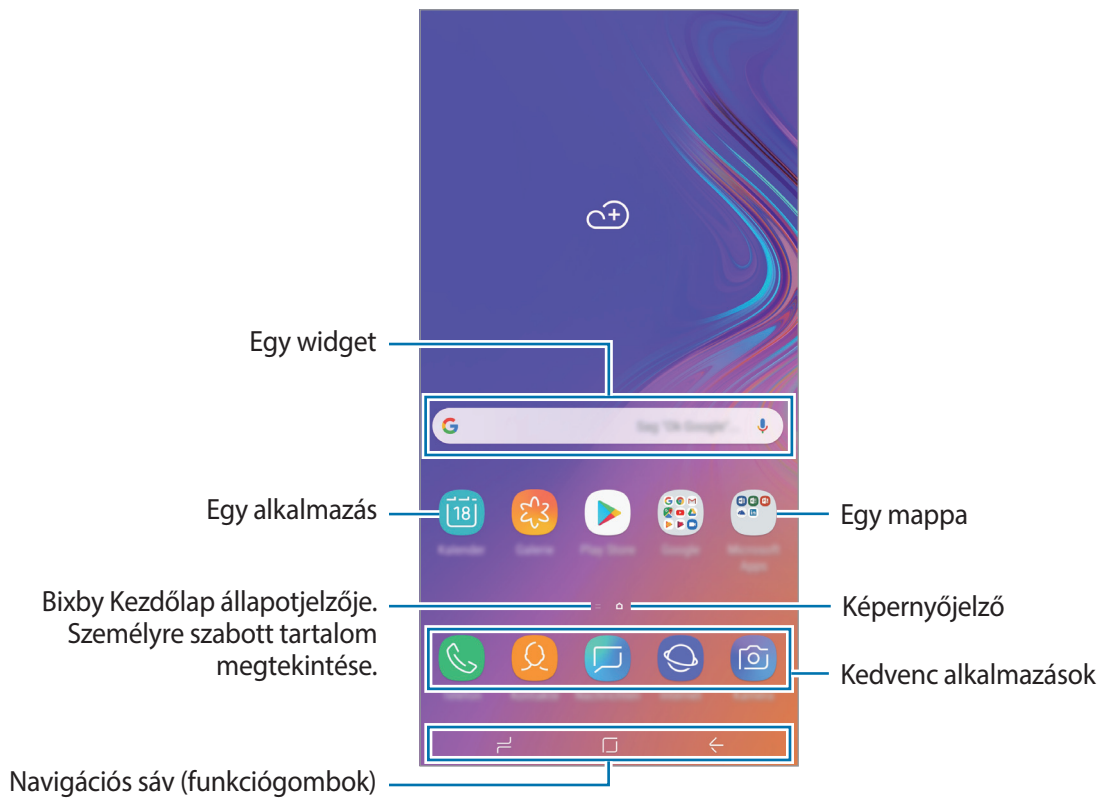 Egy widget
Egy alkalmazás
18
Egy mappa
Bixby Kezdőlap állapotjelzője.
Személyre szabott tartalom
megtekintése.
Képernyőjelző
Kedvenc alkalmazások
Navigációs sáv (funkciógombok)